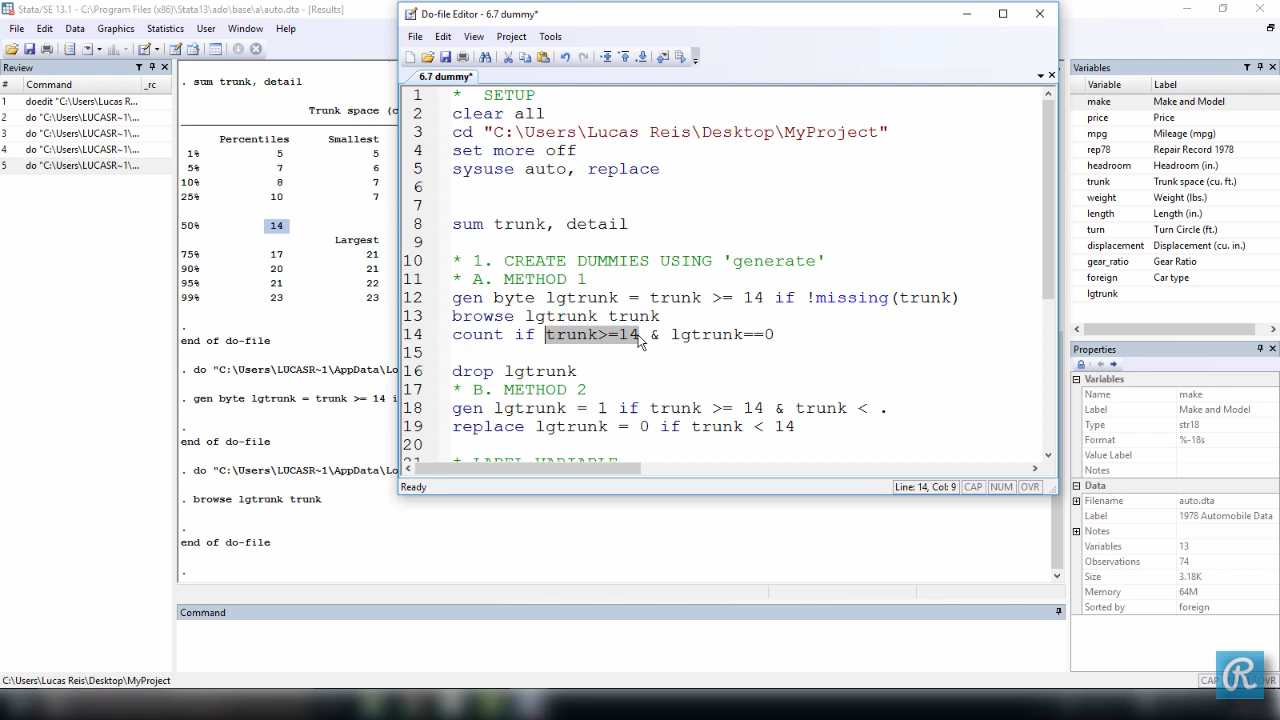 Stata/SE 13.1 - C:\Program Files (x86)\Stata13\ado\base\a\auto.dta - [Results]
File Edit Data Graphics Statistics User Window Help
Review
# Command _rc
1 doedit "C:\Users\Lucas R...
2 do "C:\Users\LUCASR~1\...
3 do "C:\Users\LUCASR~1\...
4 do "C:\Users\LUCASR~1\...
5 do "C:\Users\LUCASR~1\...
. sum trunk, detail
Trunk space (c
Percentiles Smallest
1% 5 5
5% 7 6
10% 8 7
25% 10 7
50% 14
Largest
75% 17 21
90% 20 21
95% 21 22
99% 23 23
.
end of do-file
. do "C:\Users\LUCASR~1\AppData\Lo
. gen byte lgtrunk = trunk >= 14 i
.
end of do-file
. do "C:\Users\LUCASR~1\AppData\Lo
. browse lgtrunk trunk
.
end of do-file
.
Command
C:\Users\Lucas Reis\Desktop\MyProject
Do-file Editor - 6.7 dummy*
File Edit View Project Tools
6.7 dummy*
1 * SETUP
2 clear all
3 cd "C:\Users\Lucas Reis\Desktop\MyProject"
4 set more off
5 sysuse auto, replace
6
7
8 sum trunk, detail
9
10 * 1. CREATE DUMMIES USING 'generate'
11 * A. METHOD 1
12 gen byte lgtrunk = trunk >= 14 if !missing(trunk)
13 browse lgtrunk trunk
14 count if trunk>=14 & lgtrunk==0
15
16 drop lgtrunk
17 * B. METHOD 2
18 gen lgtrunk = 1 if trunk >= 14 & trunk < .
19 replace lgtrunk = 0 if trunk < 14
20
21 * LABEL VARIABLE
Ready Line: 14, Col: 9 CAP NUM OVR
Variables
Variable Label
make Make and Model
price Price
mpg Mileage (mpg)
rep78 Repair Record 1978
headroom Headroom (in.)
trunk Trunk space (cu. ft.)
weight Weight (lbs.)
length Length (in.)
turn Turn Circle (ft.)
displacement Displacement (cu. in.)
gear_ratio Gear Ratio
foreign Car type
lgtrunk
Properties
Variables
Name make
Label Make and Model
Type str18
Format %-18s
Value Label
Notes
Data
Filename auto.dta
Label 1978 Automobile Data
Notes
Variables 13
Observations 74
Size 3.18K
Memory 64M
Sorted by foreign
R